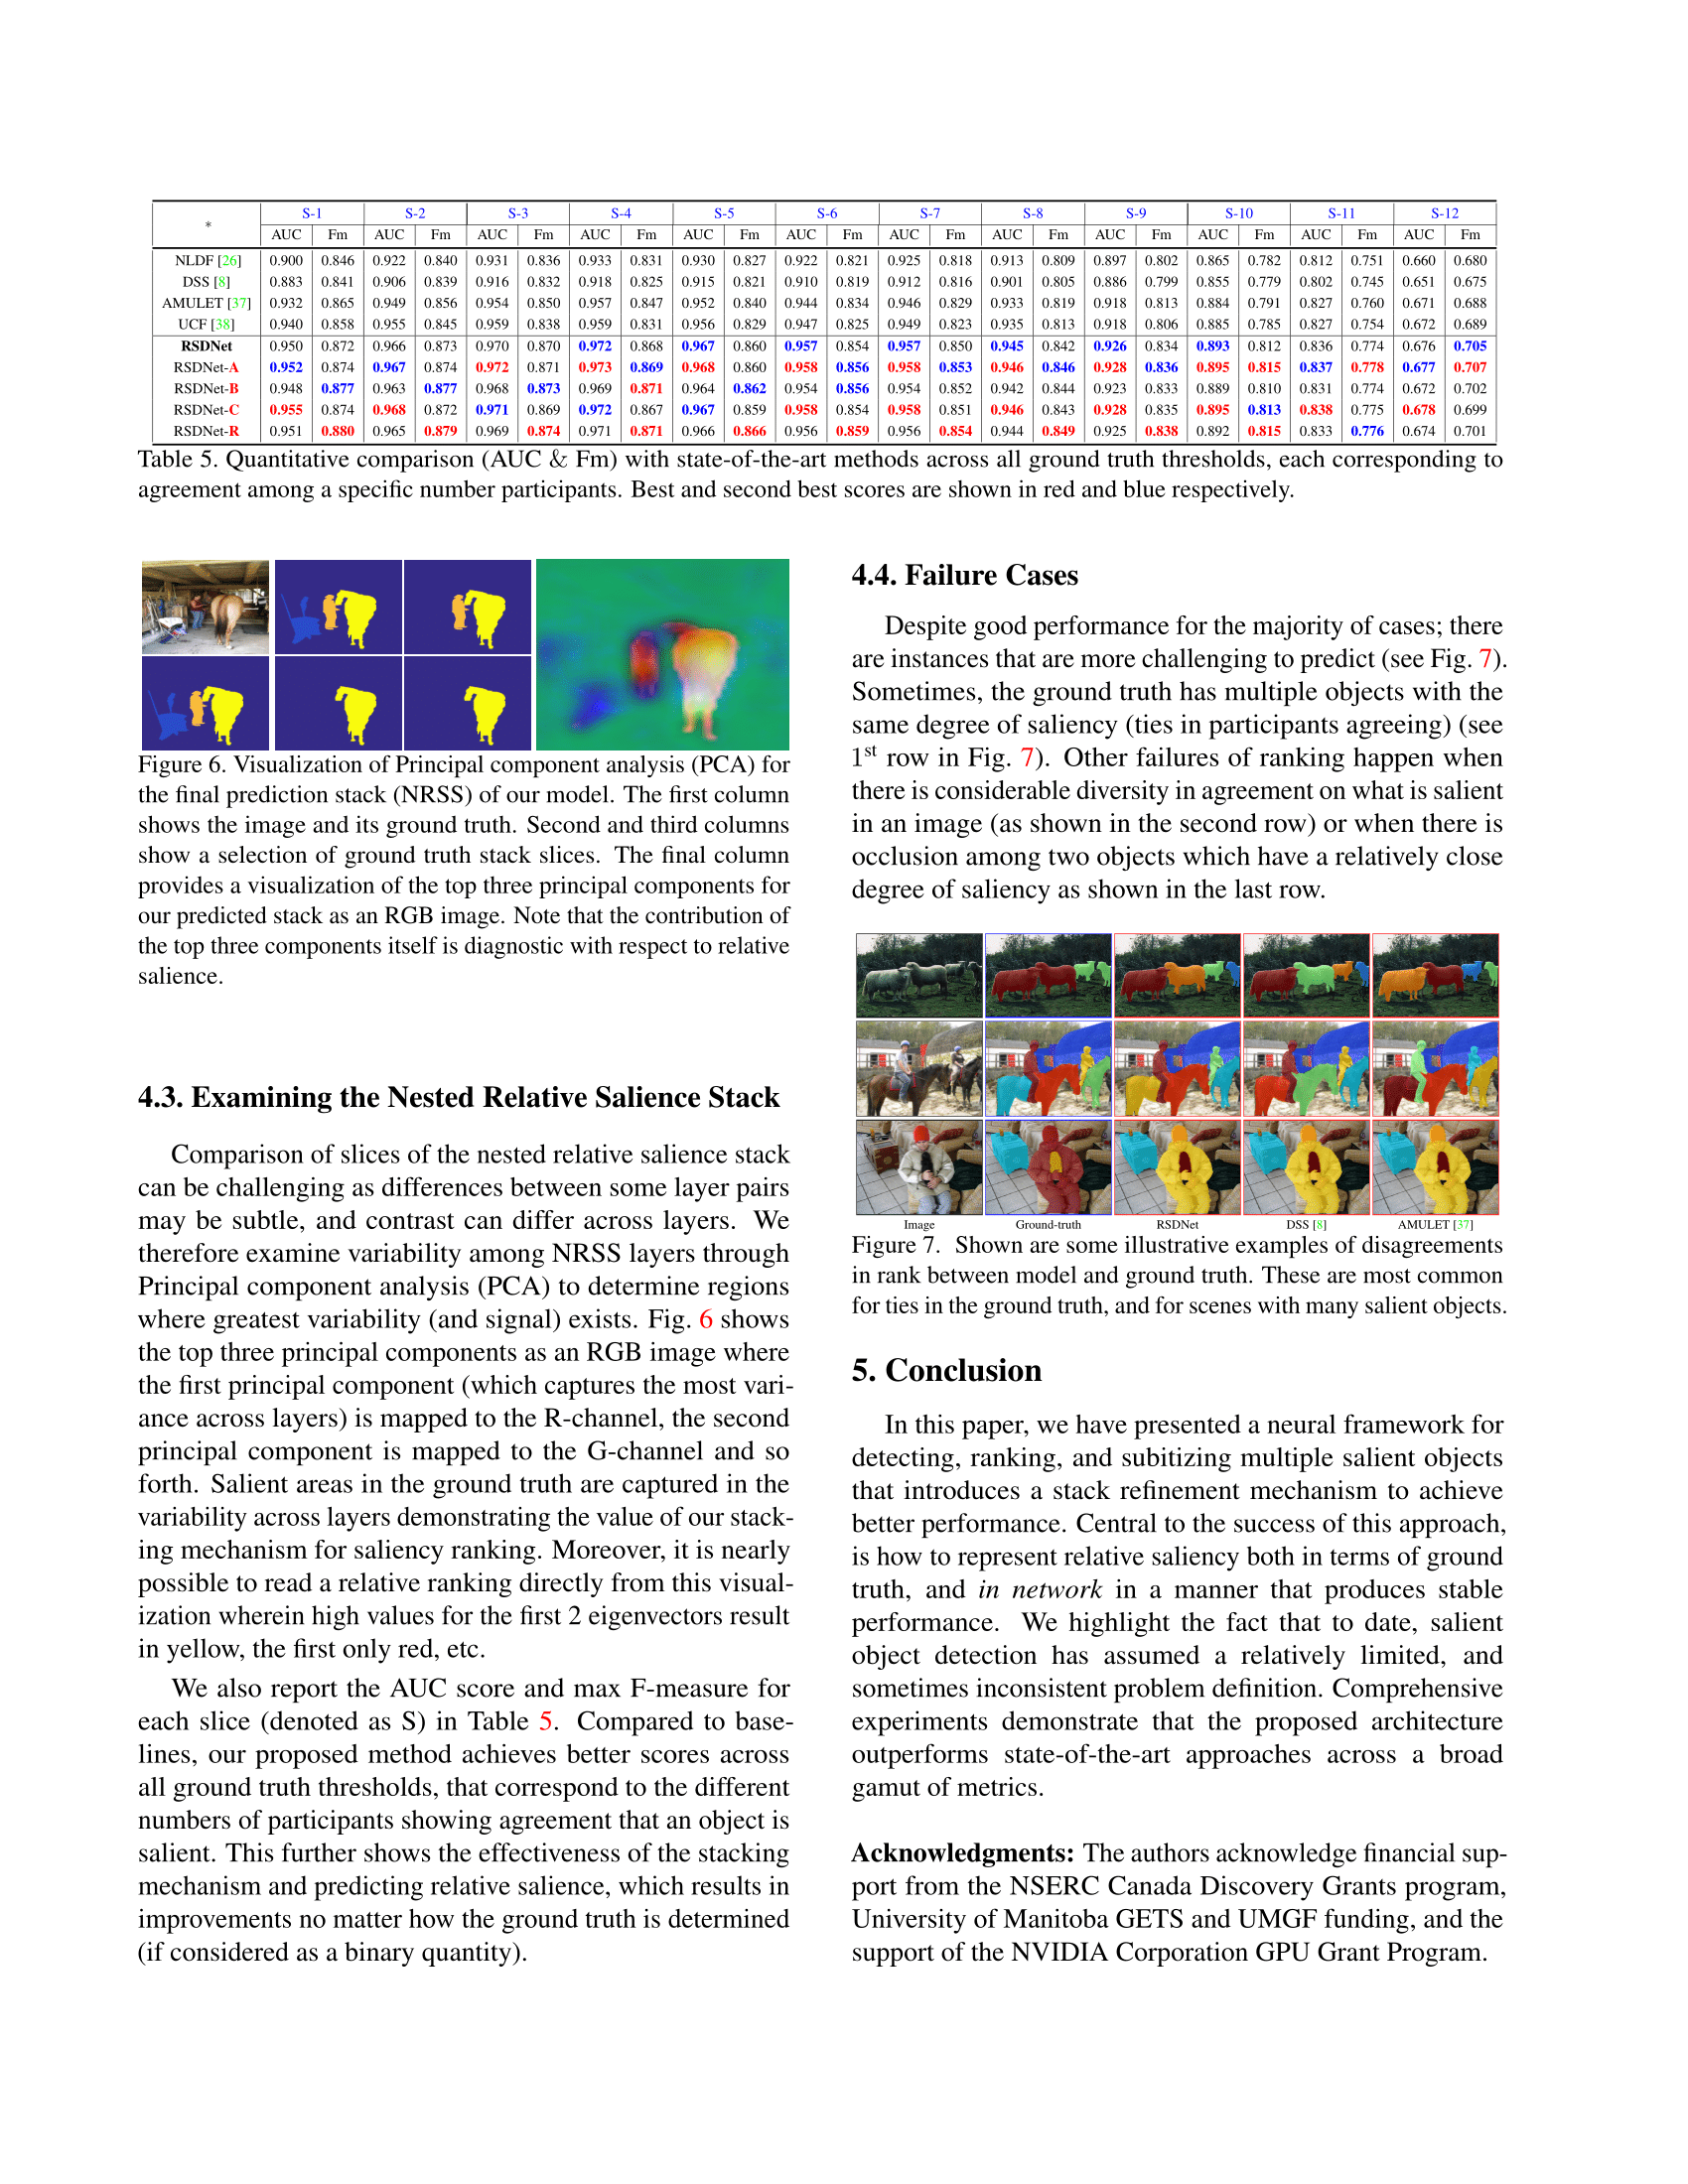 * S-1 S-2 S-3 S-4 S-5 S-6 S-7 S-8 S-9 S-10 S-11 S-12
AUC Fm AUC Fm AUC Fm AUC Fm AUC Fm AUC Fm AUC Fm AUC Fm AUC Fm AUC Fm AUC Fm AUC Fm
NLDF [26] 0.900 0.846 0.922 0.840 0.931 0.836 0.933 0.831 0.930 0.827 0.922 0.821 0.925 0.818 0.913 0.809 0.897 0.802 0.865 0.782 0.812 0.751 0.660 0.680
DSS [8] 0.883 0.841 0.906 0.839 0.916 0.832 0.918 0.825 0.915 0.821 0.910 0.819 0.912 0.816 0.901 0.805 0.886 0.799 0.855 0.779 0.802 0.745 0.651 0.675
AMULET [37] 0.932 0.865 0.949 0.856 0.954 0.850 0.957 0.847 0.952 0.840 0.944 0.834 0.946 0.829 0.933 0.819 0.918 0.813 0.884 0.791 0.827 0.760 0.671 0.688
UCF [38] 0.940 0.858 0.955 0.845 0.959 0.838 0.959 0.831 0.956 0.829 0.947 0.825 0.949 0.823 0.935 0.813 0.918 0.806 0.885 0.785 0.827 0.754 0.672 0.689
RSDNet 0.950 0.872 0.966 0.873 0.970 0.870 0.972 0.868 0.967 0.860 0.957 0.854 0.957 0.850 0.945 0.842 0.926 0.834 0.893 0.812 0.836 0.774 0.676 0.705
RSDNet-A 0.952 0.874 0.967 0.874 0.972 0.871 0.973 0.869 0.968 0.860 0.958 0.856 0.958 0.853 0.946 0.846 0.928 0.836 0.895 0.815 0.837 0.778 0.677 0.707
RSDNet-B 0.948 0.877 0.963 0.877 0.968 0.873 0.969 0.871 0.964 0.862 0.954 0.856 0.954 0.852 0.942 0.844 0.923 0.833 0.889 0.810 0.831 0.774 0.672 0.702
RSDNet-C 0.955 0.874 0.968 0.872 0.971 0.869 0.972 0.867 0.967 0.859 0.958 0.854 0.958 0.851 0.946 0.843 0.928 0.835 0.895 0.813 0.838 0.775 0.678 0.699
RSDNet-R 0.951 0.880 0.965 0.879 0.969 0.874 0.971 0.871 0.966 0.866 0.956 0.859 0.956 0.854 0.944 0.849 0.925 0.838 0.892 0.815 0.833 0.776 0.674 0.701
Table 5. Quantitative comparison (AUC & Fm) with state-of-the-art methods across all ground truth thresholds, each corresponding to
agreement among a specific number participants. Best and second best scores are shown in red and blue respectively.
Figure 6. Visualization of Principal component analysis (PCA) for
the final prediction stack (NRSS) of our model. The first column
shows the image and its ground truth. Second and third columns
show a selection of ground truth stack slices. The final column
provides a visualization of the top three principal components for
our predicted stack as an RGB image. Note that the contribution of
the top three components itself is diagnostic with respect to relative
salience.
4.3. Examining the Nested Relative Salience Stack
Comparison of slices of the nested relative salience stack
can be challenging as differences between some layer pairs
may be subtle, and contrast can differ across layers. We
therefore examine variability among NRSS layers through
Principal component analysis (PCA) to determine regions
where greatest variability (and signal) exists. Fig. 6 shows
the top three principal components as an RGB image where
the first principal component (which captures the most vari-
ance across layers) is mapped to the R-channel, the second
principal component is mapped to the G-channel and so
forth. Salient areas in the ground truth are captured in the
variability across layers demonstrating the value of our stack-
ing mechanism for saliency ranking. Moreover, it is nearly
possible to read a relative ranking directly from this visual-
ization wherein high values for the first 2 eigenvectors result
in yellow, the first only red, etc.
We also report the AUC score and max F-measure for
each slice (denoted as S) in Table 5. Compared to base-
lines, our proposed method achieves better scores across
all ground truth thresholds, that correspond to the different
numbers of participants showing agreement that an object is
salient. This further shows the effectiveness of the stacking
mechanism and predicting relative salience, which results in
improvements no matter how the ground truth is determined
(if considered as a binary quantity).
4.4. Failure Cases
Despite good performance for the majority of cases; there
are instances that are more challenging to predict (see Fig. 7).
Sometimes, the ground truth has multiple objects with the
same degree of saliency (ties in participants agreeing) (see
1st row in Fig. 7). Other failures of ranking happen when
there is considerable diversity in agreement on what is salient
in an image (as shown in the second row) or when there is
occlusion among two objects which have a relatively close
degree of saliency as shown in the last row.
Image Ground-truth RSDNet DSS [8] AMULET [37]
Figure 7. Shown are some illustrative examples of disagreements
in rank between model and ground truth. These are most common
for ties in the ground truth, and for scenes with many salient objects.
5. Conclusion
In this paper, we have presented a neural framework for
detecting, ranking, and subitizing multiple salient objects
that introduces a stack refinement mechanism to achieve
better performance. Central to the success of this approach,
is how to represent relative saliency both in terms of ground
truth, and in network in a manner that produces stable
performance. We highlight the fact that to date, salient
object detection has assumed a relatively limited, and
sometimes inconsistent problem definition. Comprehensive
experiments demonstrate that the proposed architecture
outperforms state-of-the-art approaches across a broad
gamut of metrics.
Acknowledgments: The authors acknowledge financial sup-
port from the NSERC Canada Discovery Grants program,
University of Manitoba GETS and UMGF funding, and the
support of the NVIDIA Corporation GPU Grant Program.